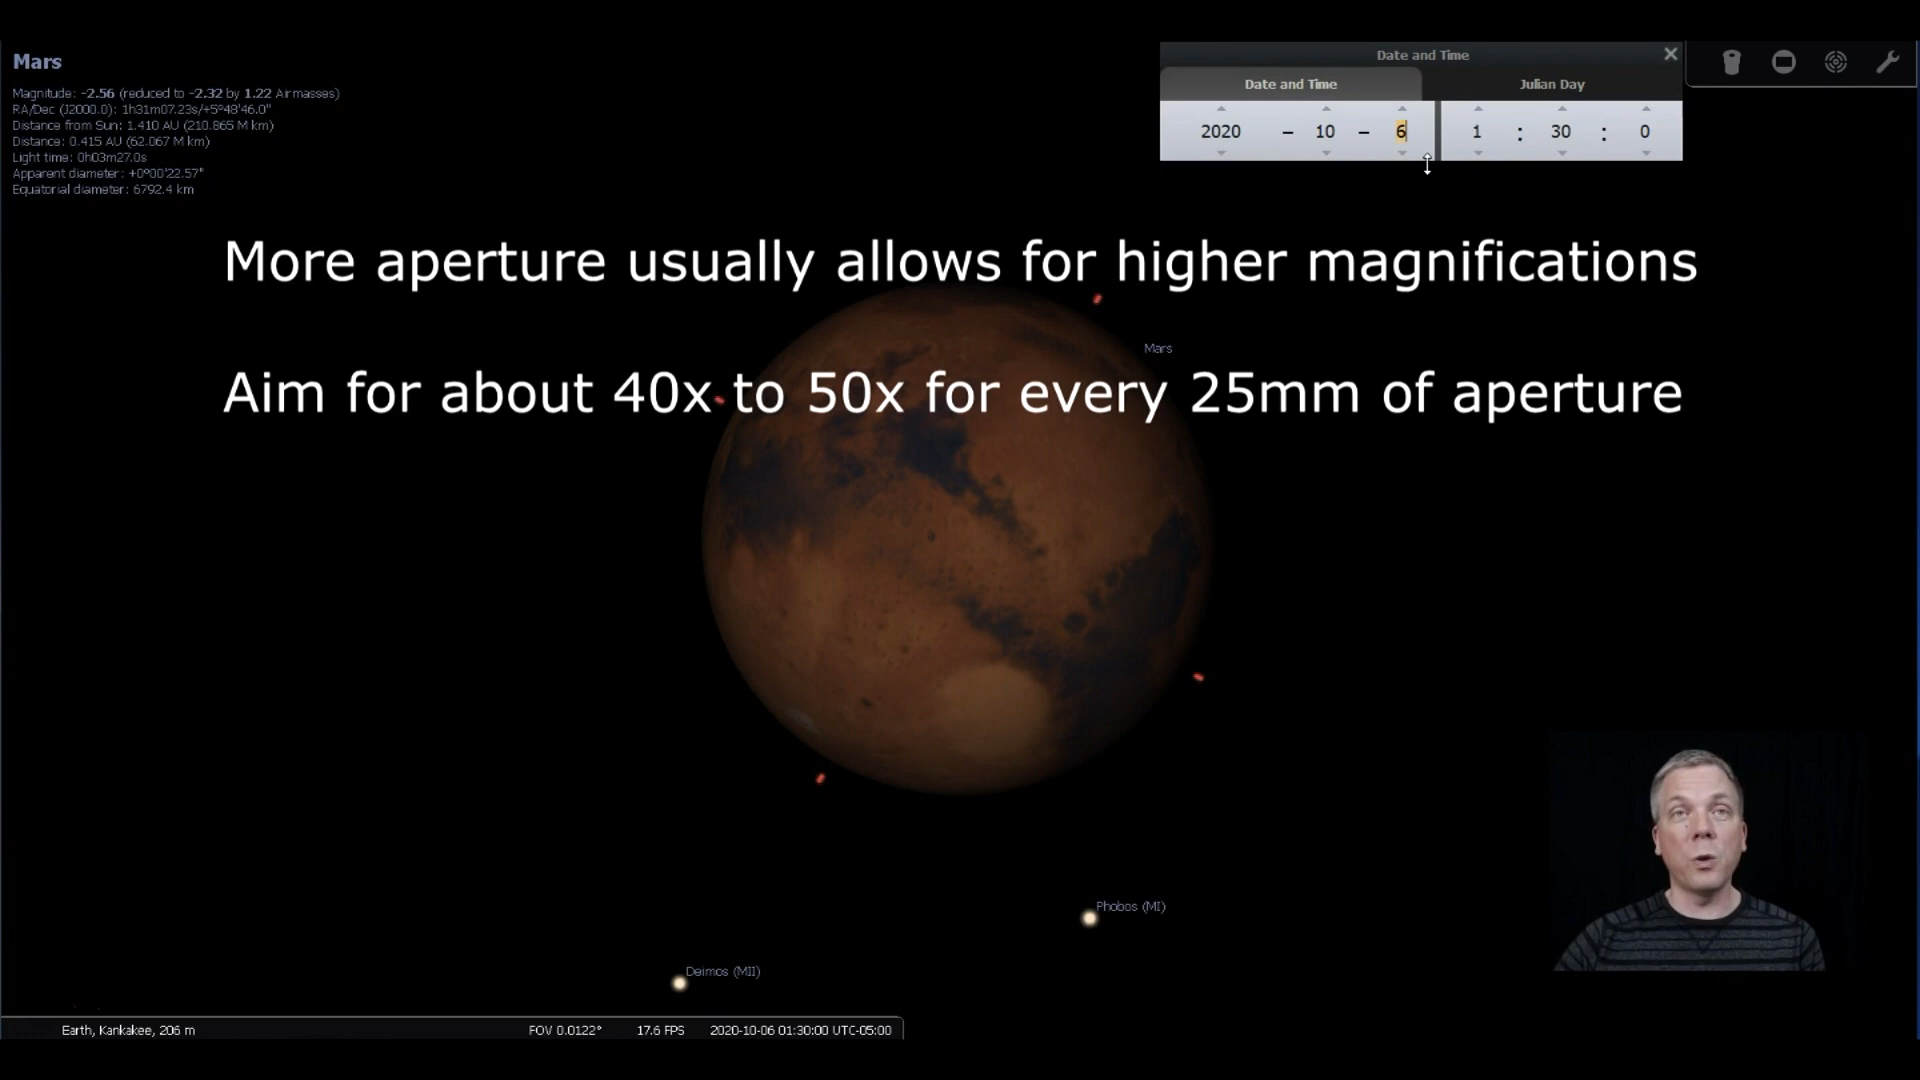 Mars
Magnitude: -2.56 (reduced to -2.32 by 1.22 Airmasses)
RA/Dec (J2000.0): 1h31m07.23s/+5°48'46.0"
Distance from Sun: 1.410 AU (210.865 M km)
Distance: 0.415 AU (62.067 M km)
Light time: 0h03m27.0s
Apparent diameter: +0°00'22.57"
Equatorial diameter: 6792.4 km
Date and Time
Date and Time Julian Day
2020 - 10 - 6 1 : 30 : 0
More aperture usually allows for higher magnifications
Mars
Aim for about 40x to 50x for every 25mm of aperture
Phobos (MI)
Deimos (MII)
Earth, Kankakee, 206 m FOV 0.0122° 17.6 FPS 2020-10-06 01:30:00 UTC-05:00